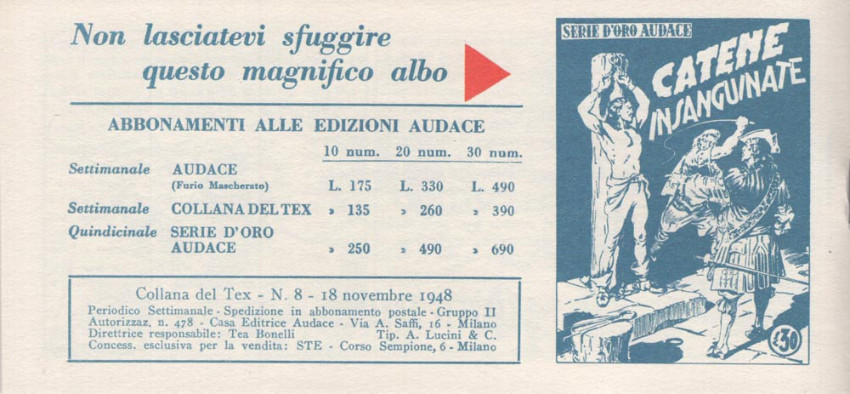 Non lasciatevi sfuggire
questo magnifico albo
ABBONAMENTI ALLE EDIZIONI AUDACE
10 num. 20 num. 30 num.
Settimanale AUDACE
(Furio Mascherato) L. 175 L. 330 L. 490
Settimanale COLLANA DEL TEX » 135 » 260 » 390
Quindicinale SERIE D'ORO
AUDACE » 250 » 490 » 690
Collana del Tex - N. 8 - 18 novembre 1948
Periodico Settimanale - Spedizione in abbonamento postale - Gruppo II
Autorizzaz. n. 478 - Casa Editrice Audace - Via A. Saffi, 16 - Milano
Direttrice responsabile: Tea Bonelli Tip. A. Lucini & C.
Concess. esclusiva per la vendita: STE - Corso Sempione, 6 - Milano
SERIE D'ORO AUDACE
CATENE
INSANGUINATE
£30